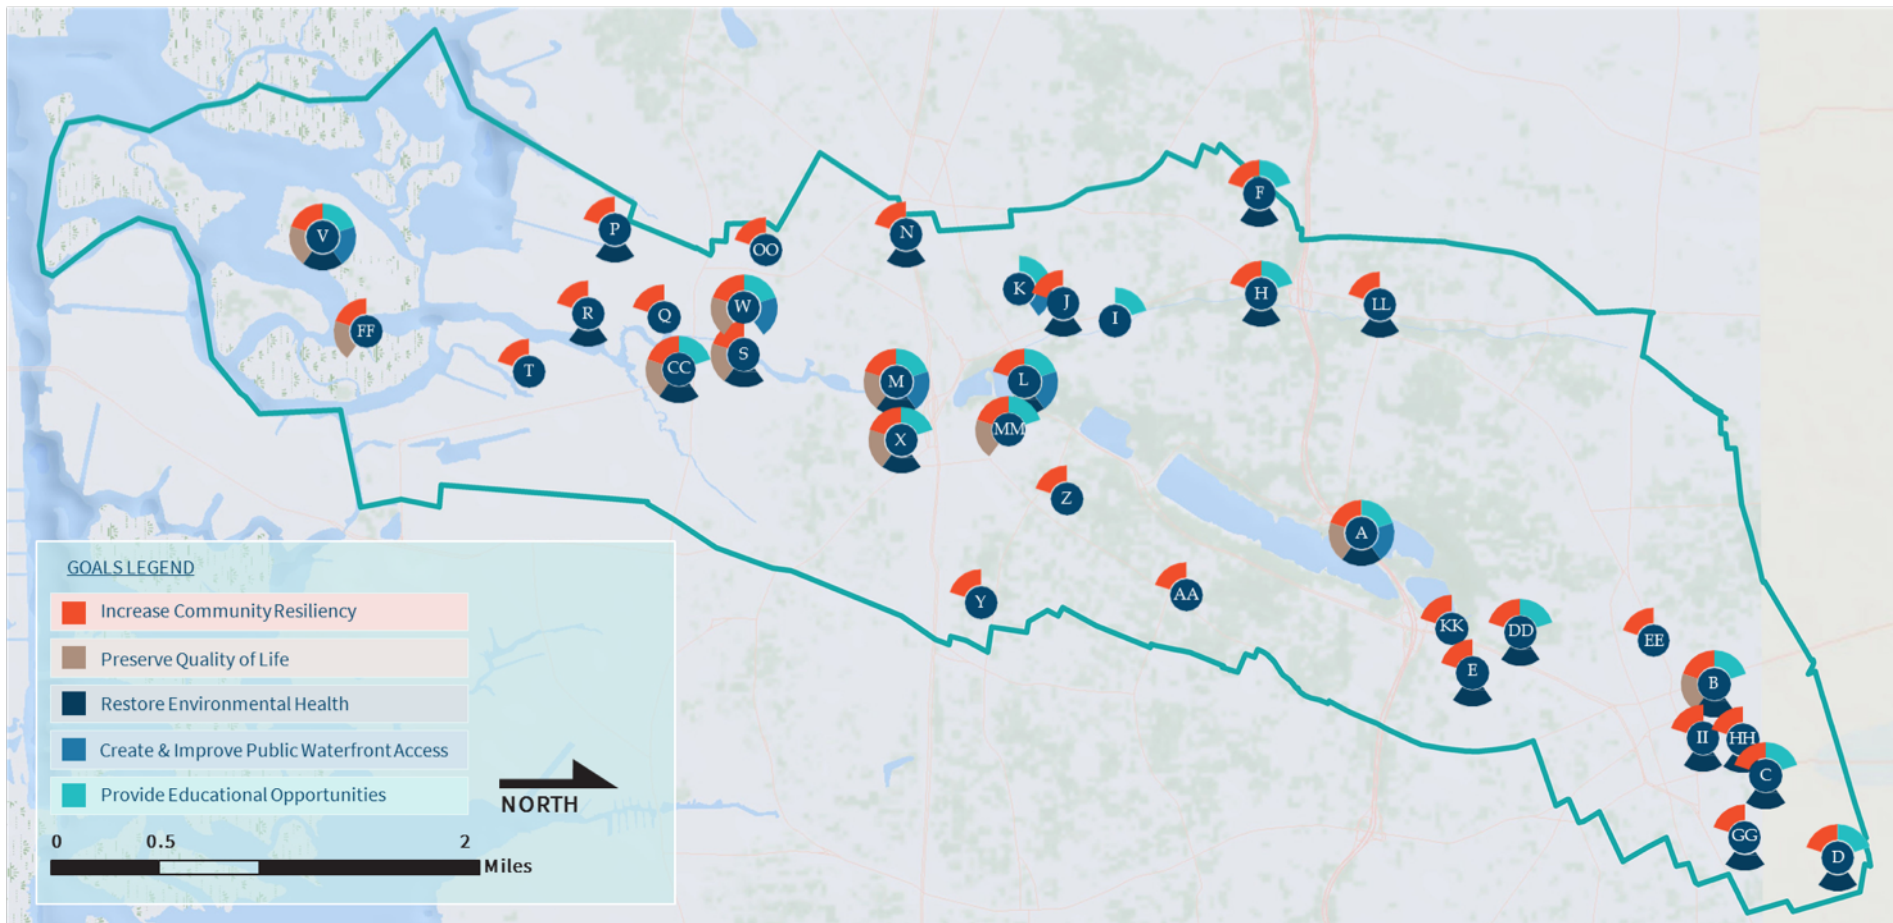 F
V
P
OO
N
K
J
I
H
LL
FF
R
Q
W
T
CC
S
M
L
X
MM
Z
A
Y
AA
KK
DD
EE
E
B
II
HH
C
GG
D
GOALS LEGEND
Increase Community Resiliency
Preserve Quality of Life
Restore Environmental Health
Create & Improve Public Waterfront Access
Provide Educational Opportunities
NORTH
0 0.5 2
Miles